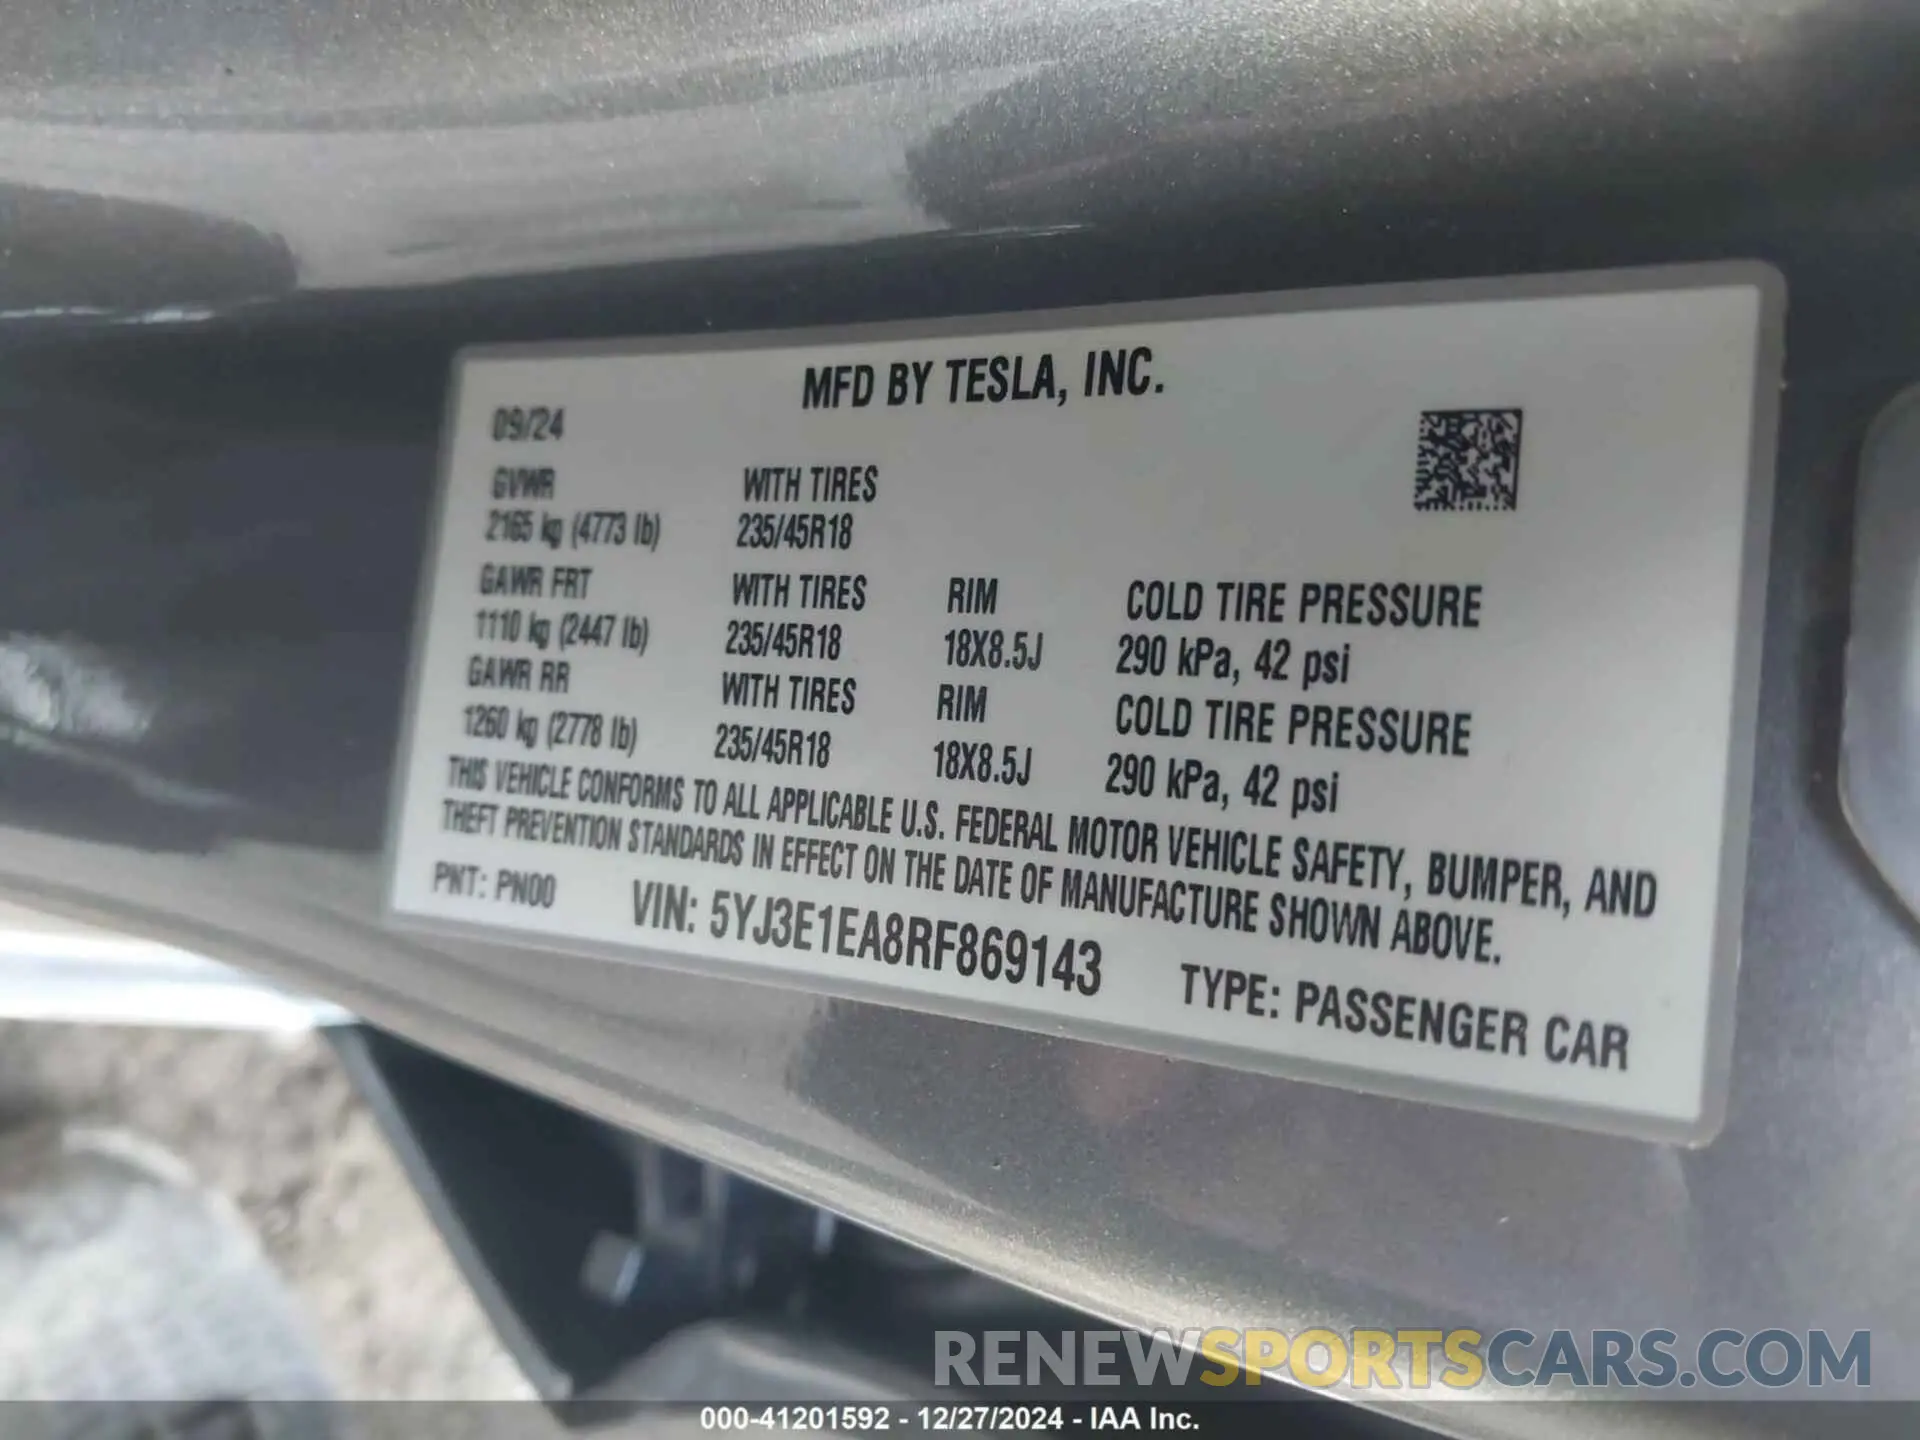 MFD BY TESLA, INC.
09/24
GVWR WITH TIRES
2165 kg (4773 lb) 235/45R18
GAWR FRT WITH TIRES RIM COLD TIRE PRESSURE
1110 kg (2447 lb) 235/45R18 18X8.5J 290 kPa, 42 psi
GAWR RR WITH TIRES RIM COLD TIRE PRESSURE
1260 kg (2778 lb) 235/45R18 18X8.5J 290 kPa, 42 psi
THIS VEHICLE CONFORMS TO ALL APPLICABLE U.S. FEDERAL MOTOR VEHICLE SAFETY, BUMPER, AND
THEFT PREVENTION STANDARDS IN EFFECT ON THE DATE OF MANUFACTURE SHOWN ABOVE.
PNT: PN00 VIN: 5YJ3E1EA8RF869143 TYPE: PASSENGER CAR
RENEWSPORTSCARS.COM
000-41201592 - 12/27/2024 - IAA Inc.